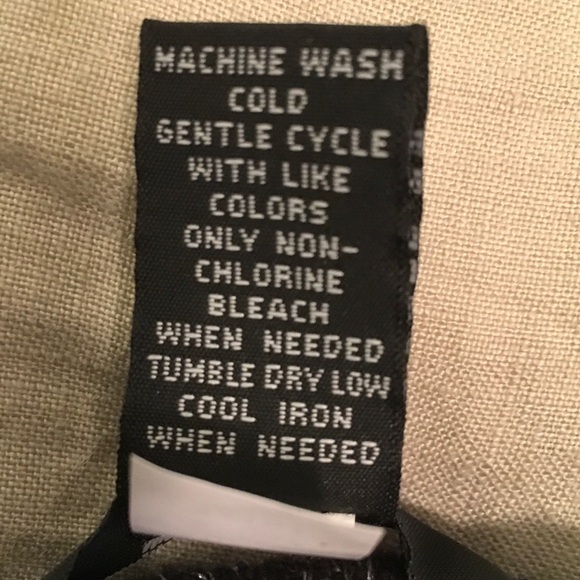 MACHINE WASH
COLD
GENTLE CYCLE
WITH LIKE
COLORS
ONLY NON-
CHLORINE
BLEACH
WHEN NEEDED
TUMBLE DRY LOW
COOL IRON
WHEN NEEDED